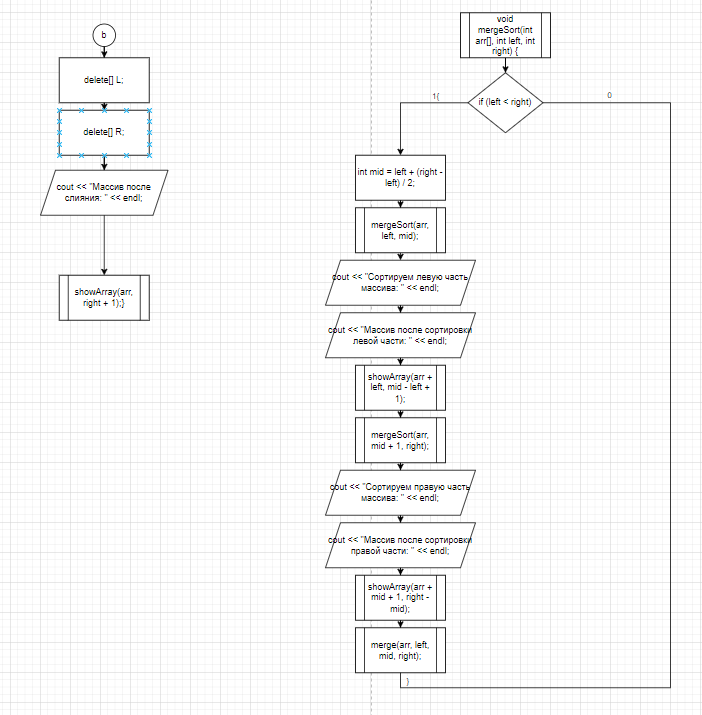 b
delete[] L;
delete[] R;
cout << "Массив после
слияния: " << endl;
showArray(arr,
right + 1);}
void
mergeSort(int
arr[], int left, int
right) {
if (left < right)
1{
0
int mid = left + (right -
left) / 2;
mergeSort(arr,
left, mid);
cout << "Сортируем левую часть
массива: " << endl;
cout << "Массив после сортировки
левой части: " << endl;
showArray(arr +
left, mid - left +
1);
mergeSort(arr,
mid + 1, right);
cout << "Сортируем правую часть
массива: " << endl;
cout << "Массив после сортировки
правой части: " << endl;
showArray(arr +
mid + 1, right -
mid);
merge(arr, left,
mid, right);
}